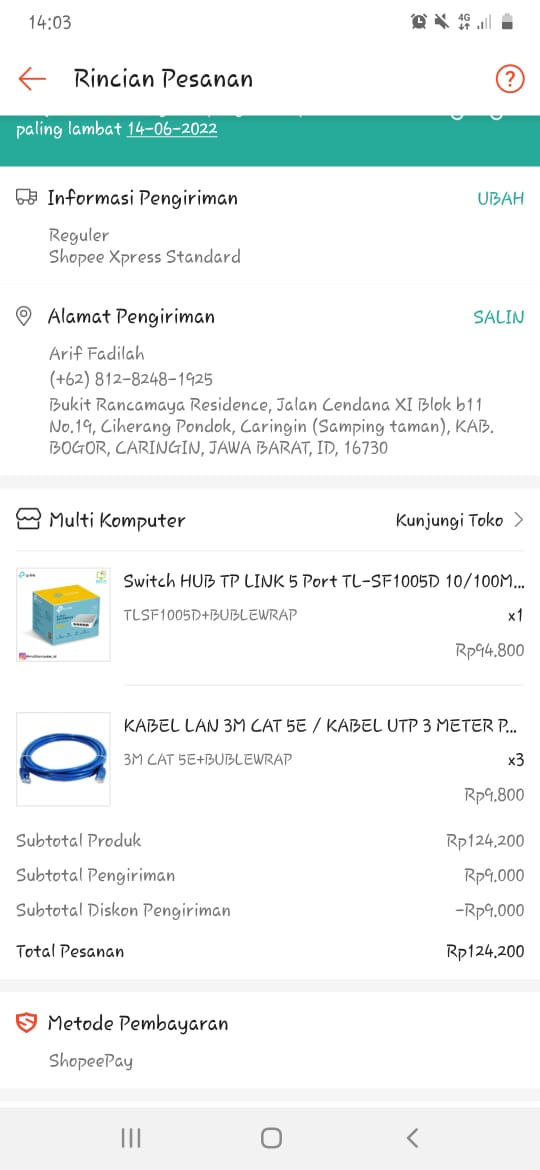 14:03
4G
Rincian Pesanan
?
paling lambat 14-06-2022
Informasi Pengiriman
UBAH
Reguler
Shopee Xpress Standard
Alamat Pengiriman
SALIN
Arif Fadilah
(+62) 812-8248-1925
Bukit Rancamaya Residence, Jalan Cendana XI Blok b11
No.19, Ciherang Pondok, Caringin (Samping taman), KAB.
BOGOR, CARINGIN, JAWA BARAT, ID, 16730
Multi Komputer
Kunjungi Toko
Switch HUB TP LINK 5 Port TL-SF1005D 10/100M...
TLSF1005D+BUBLEWRAP
x1
Rp94.800
KABEL LAN 3M CAT 5E / KABEL UTP 3 METER P...
3M CAT 5E+BUBLEWRAP
x3
Rp9.800
Subtotal Produk
Rp124.200
Subtotal Pengiriman
Rp9.000
Subtotal Diskon Pengiriman
-Rp9.000
Total Pesanan
Rp124.200
Metode Pembayaran
ShopeePay